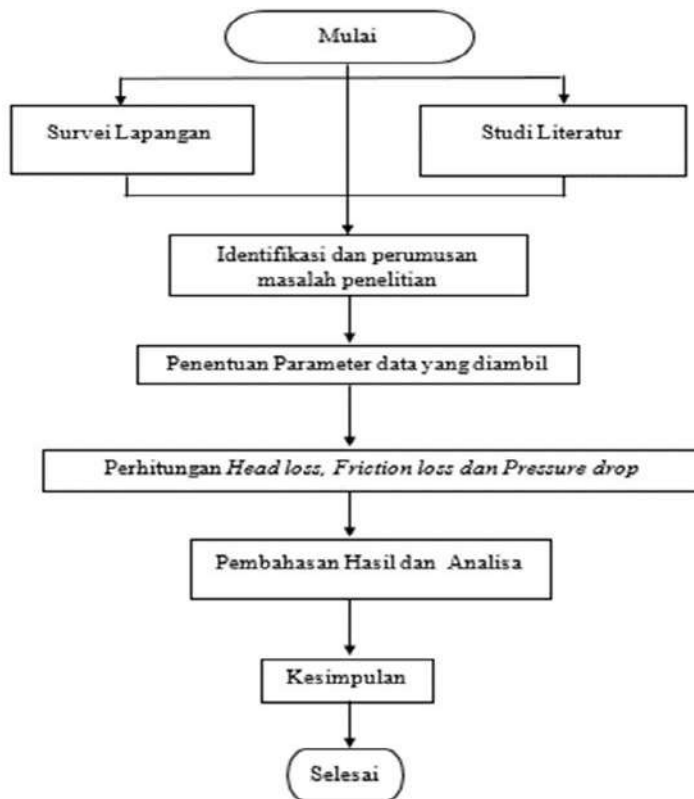 Mulai
Survei Lapangan
Studi Literatur
Identifikasi dan perumusan
masalah penelitian
Penentuan Parameter data yang diambil
Perhitungan Head loss, Friction loss dan Pressure drop
Pembahasan Hasil dan Analisa
Kesimpulan
Selesai